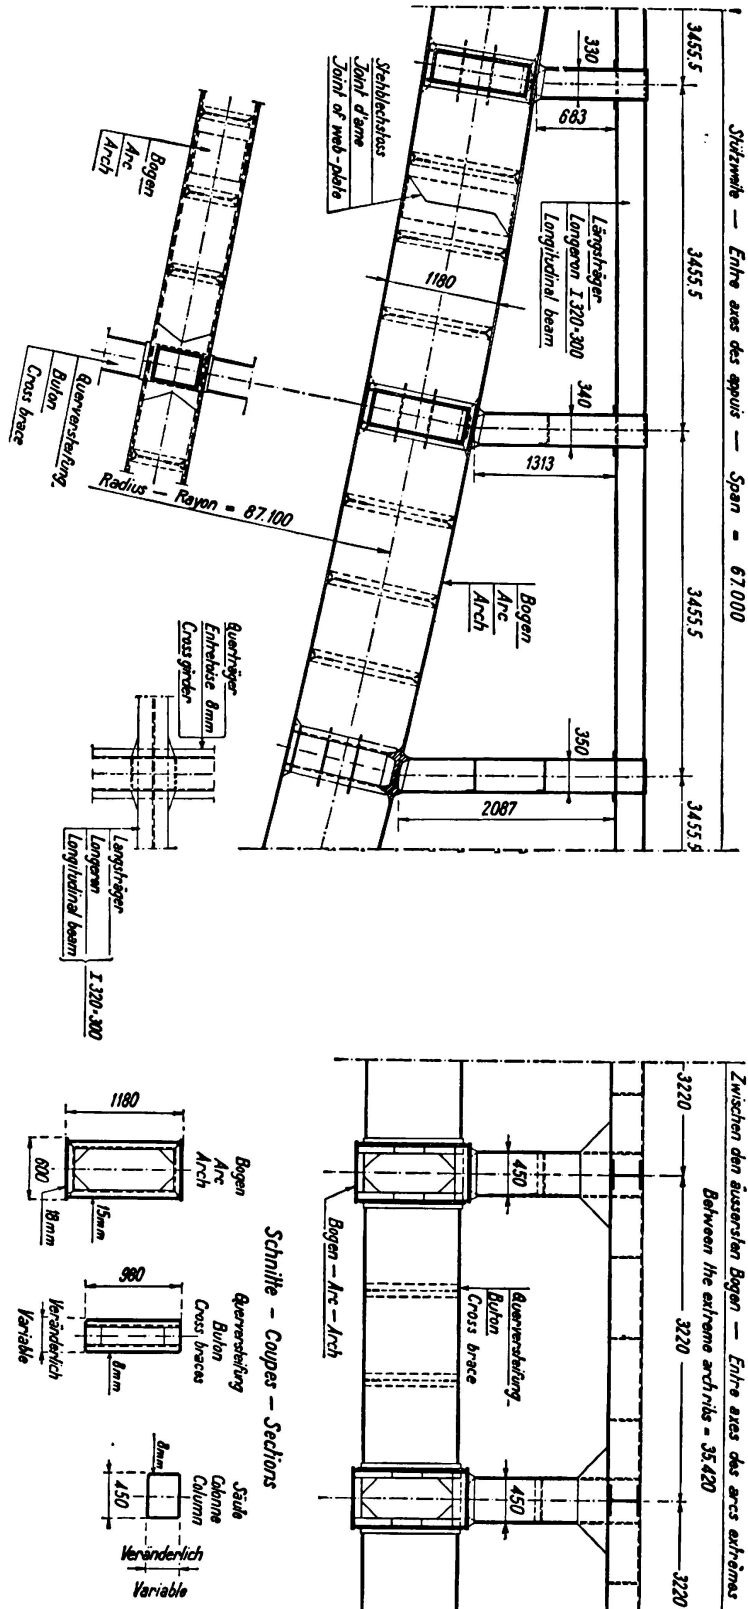 Stützweite — Entre axes des appuis — Span = 67.000
3455.5
3455.5
3455.5
3455.5
330
683
Längsträger
Longeron I 320·300
Longitudinal beam
340
1313
350
2087
Stehblechstoss
Joint d'âme
Joint of web-plate
1180
Bogen
Arc
Arch
Bogen
Arc
Arch
Querversteifung.
Buton
Cross brace
Radius — Rayon = 87.100
Querträger
Entretoise 8mm
Cross girder
Längsträger
Longeron
Longitudinal beam
I 320·300
Zwischen den äussersten Bogen — Entre axes des arcs extrêmes
Between the extreme archribs = 35.420
3220
3220
3220
450
450
Querversteifung.
Buton
Cross brace
Bogen — Arc — Arch
Schnitte – Coupes – Sections
Bogen
Arc
Arch
1180
600
15mm
18mm
Querversteifung
Buton
Cross braces
980
8mm
Veränderlich
Variable
Säule
Colonne
Column
8mm
450
Veränderlich
Variable